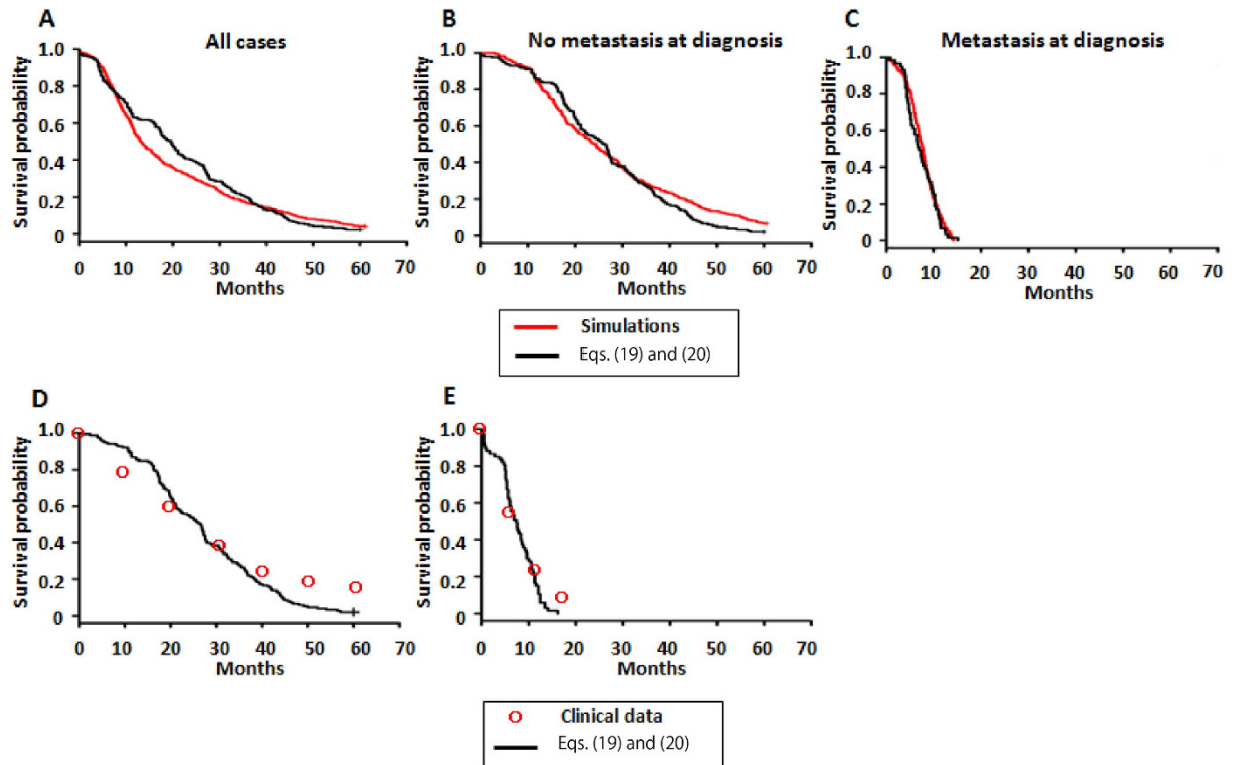 A
All cases
Survival probability
1.0
0.8
0.6
0.4
0.2
0
0 10 20 30 40 50 60 70
Months
B
No metastasis at diagnosis
Survival probability
1.0
0.8
0.6
0.4
0.2
0
0 10 20 30 40 50 60 70
Months
C
Metastasis at diagnosis
Survival probability
1.0
0.8
0.6
0.4
0.2
0
0 10 20 30 40 50 60 70
Months
Simulations
Eqs. (19) and (20)
D
Survival probability
1.0
0.8
0.6
0.4
0.2
0
0 10 20 30 40 50 60 70
Months
E
Survival probability
1.0
0.8
0.6
0.4
0.2
0
0 10 20 30 40 50 60 70
Months
Clinical data
Eqs. (19) and (20)